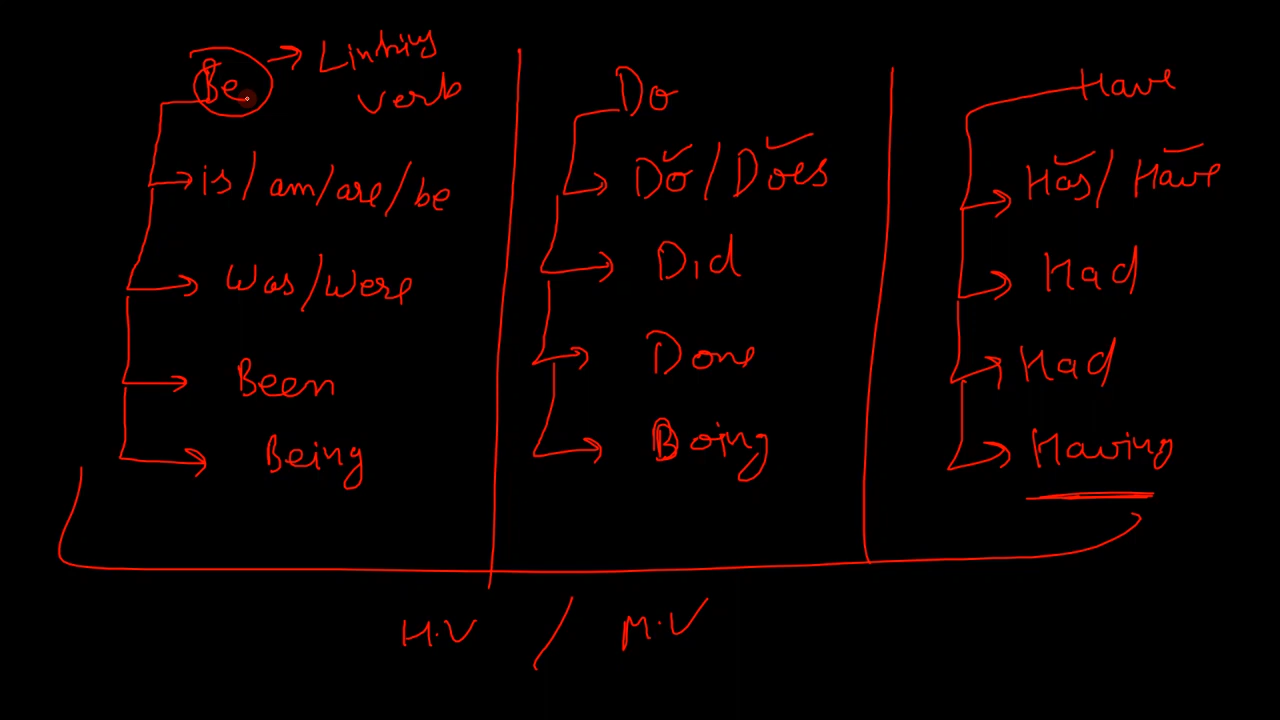 Be → Linking verb
is/am/are/be
Was/were
Been
Being
Do
Do/Does
Did
Done
Boing
Have
Has/Have
Had
Had
Having
H.V / M.V